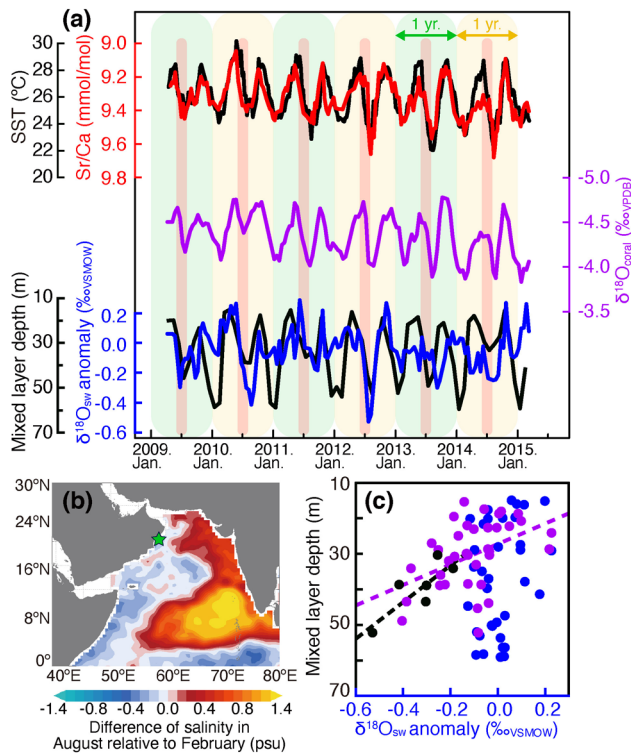 (a)
1 yr.
1 yr.
SST (ºC)
30
28
26
24
22
20
Sr/Ca (mmol/mol)
9.0
9.2
9.4
9.6
9.8
-5.0
-4.5
-4.0
-3.5
δ18Ocoral (‰VPDB)
Mixed layer depth (m)
10
30
50
70
δ18Osw anomaly (‰VSMOW)
0.2
0.0
-0.2
-0.4
-0.6
2009. 2010. 2011. 2012. 2013. 2014. 2015.
Jan. Jan. Jan. Jan. Jan. Jan. Jan.
(b)
30°N
24°N
16°N
8°N
0°
40°E 50°E 60°E 70°E 80°E
-1.4 -0.6 0.0 0.6 1.4
Difference of salinity in
August relative to February (psu)
(c)
Mixed layer depth (m)
10
30
50
70
-0.6 -0.4 -0.2 0.0 0.2
δ18Osw anomaly (‰VSMOW)